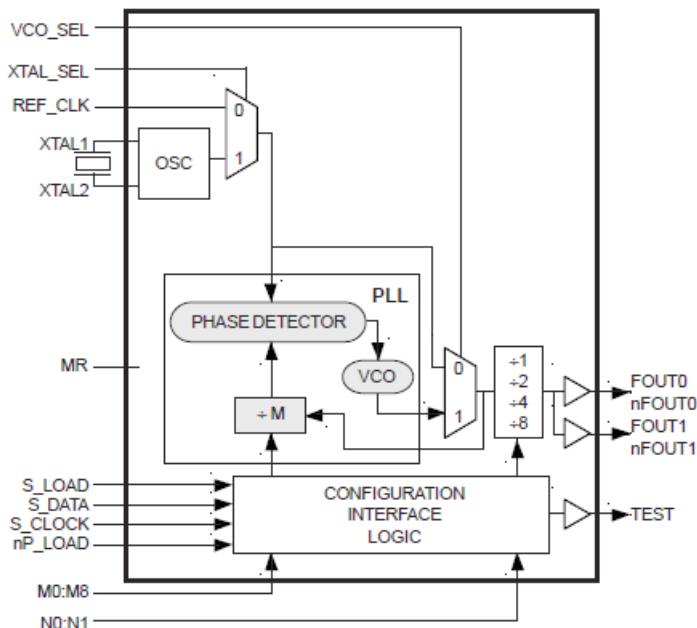 VCO_SEL
XTAL_SEL
REF_CLK
0
XTAL1
OSC
1
XTAL2
PLL
PHASE DETECTOR
MR
VCO
0
1
÷1
÷2
÷4
÷8
FOUT0
nFOUT0
FOUT1
nFOUT1
÷ M
S_LOAD
S_DATA
S_CLOCK
nP_LOAD
CONFIGURATION
INTERFACE
LOGIC
TEST
M0:M8
N0:N1